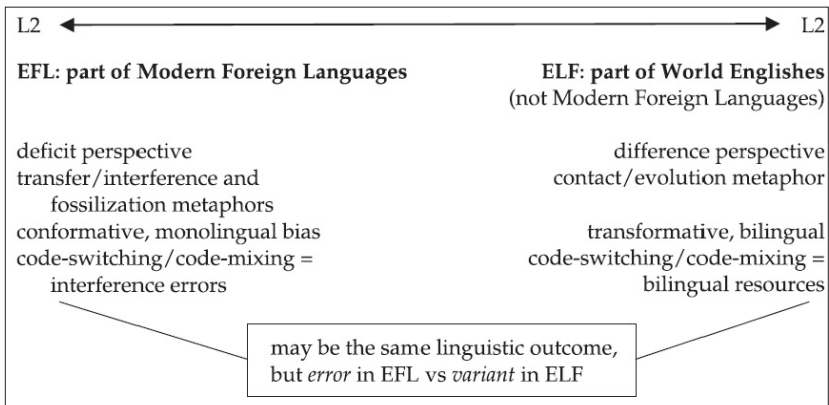 L2 L2
EFL: part of Modern Foreign Languages
ELF: part of World Englishes
(not Modern Foreign Languages)
deficit perspective
transfer/interference and
fossilization metaphors
conformative, monolingual bias
code-switching/code-mixing =
interference errors
difference perspective
contact/evolution metaphor
transformative, bilingual
code-switching/code-mixing =
bilingual resources
may be the same linguistic outcome,
but error in EFL vs variant in ELF